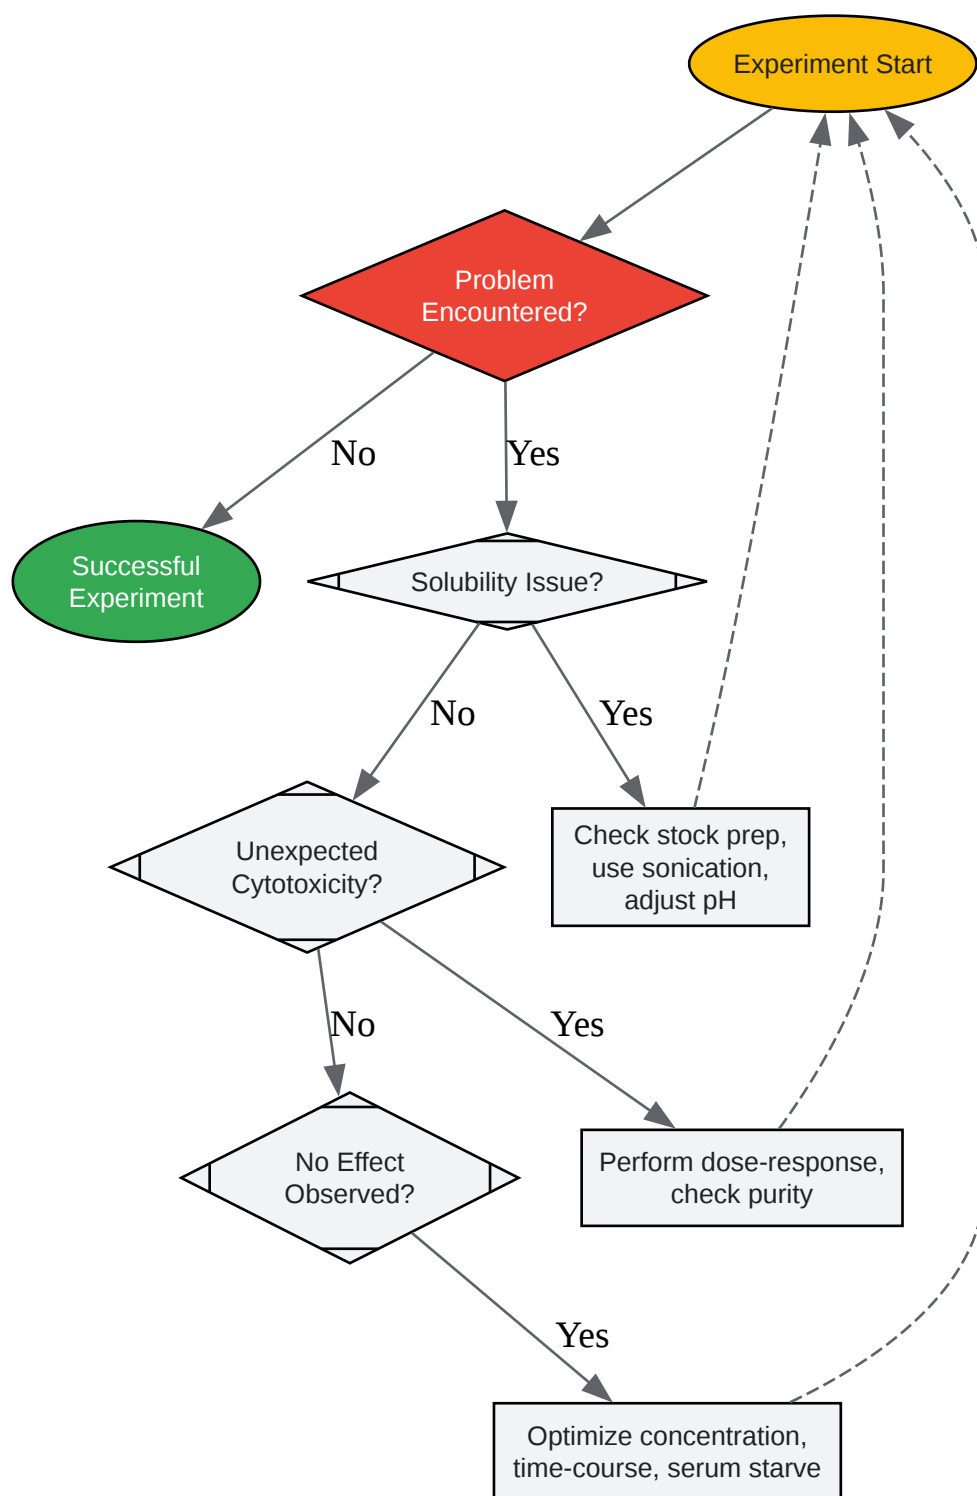 Experiment Start
Problem
Encountered?
No
Yes
Successful
Experiment
Solubility Issue?
No
Yes
Unexpected
Cytotoxicity?
Check stock prep,
use sonication,
adjust pH
No
Yes
No Effect
Observed?
Perform dose-response,
check purity
Yes
Optimize concentration,
time-course, serum starve